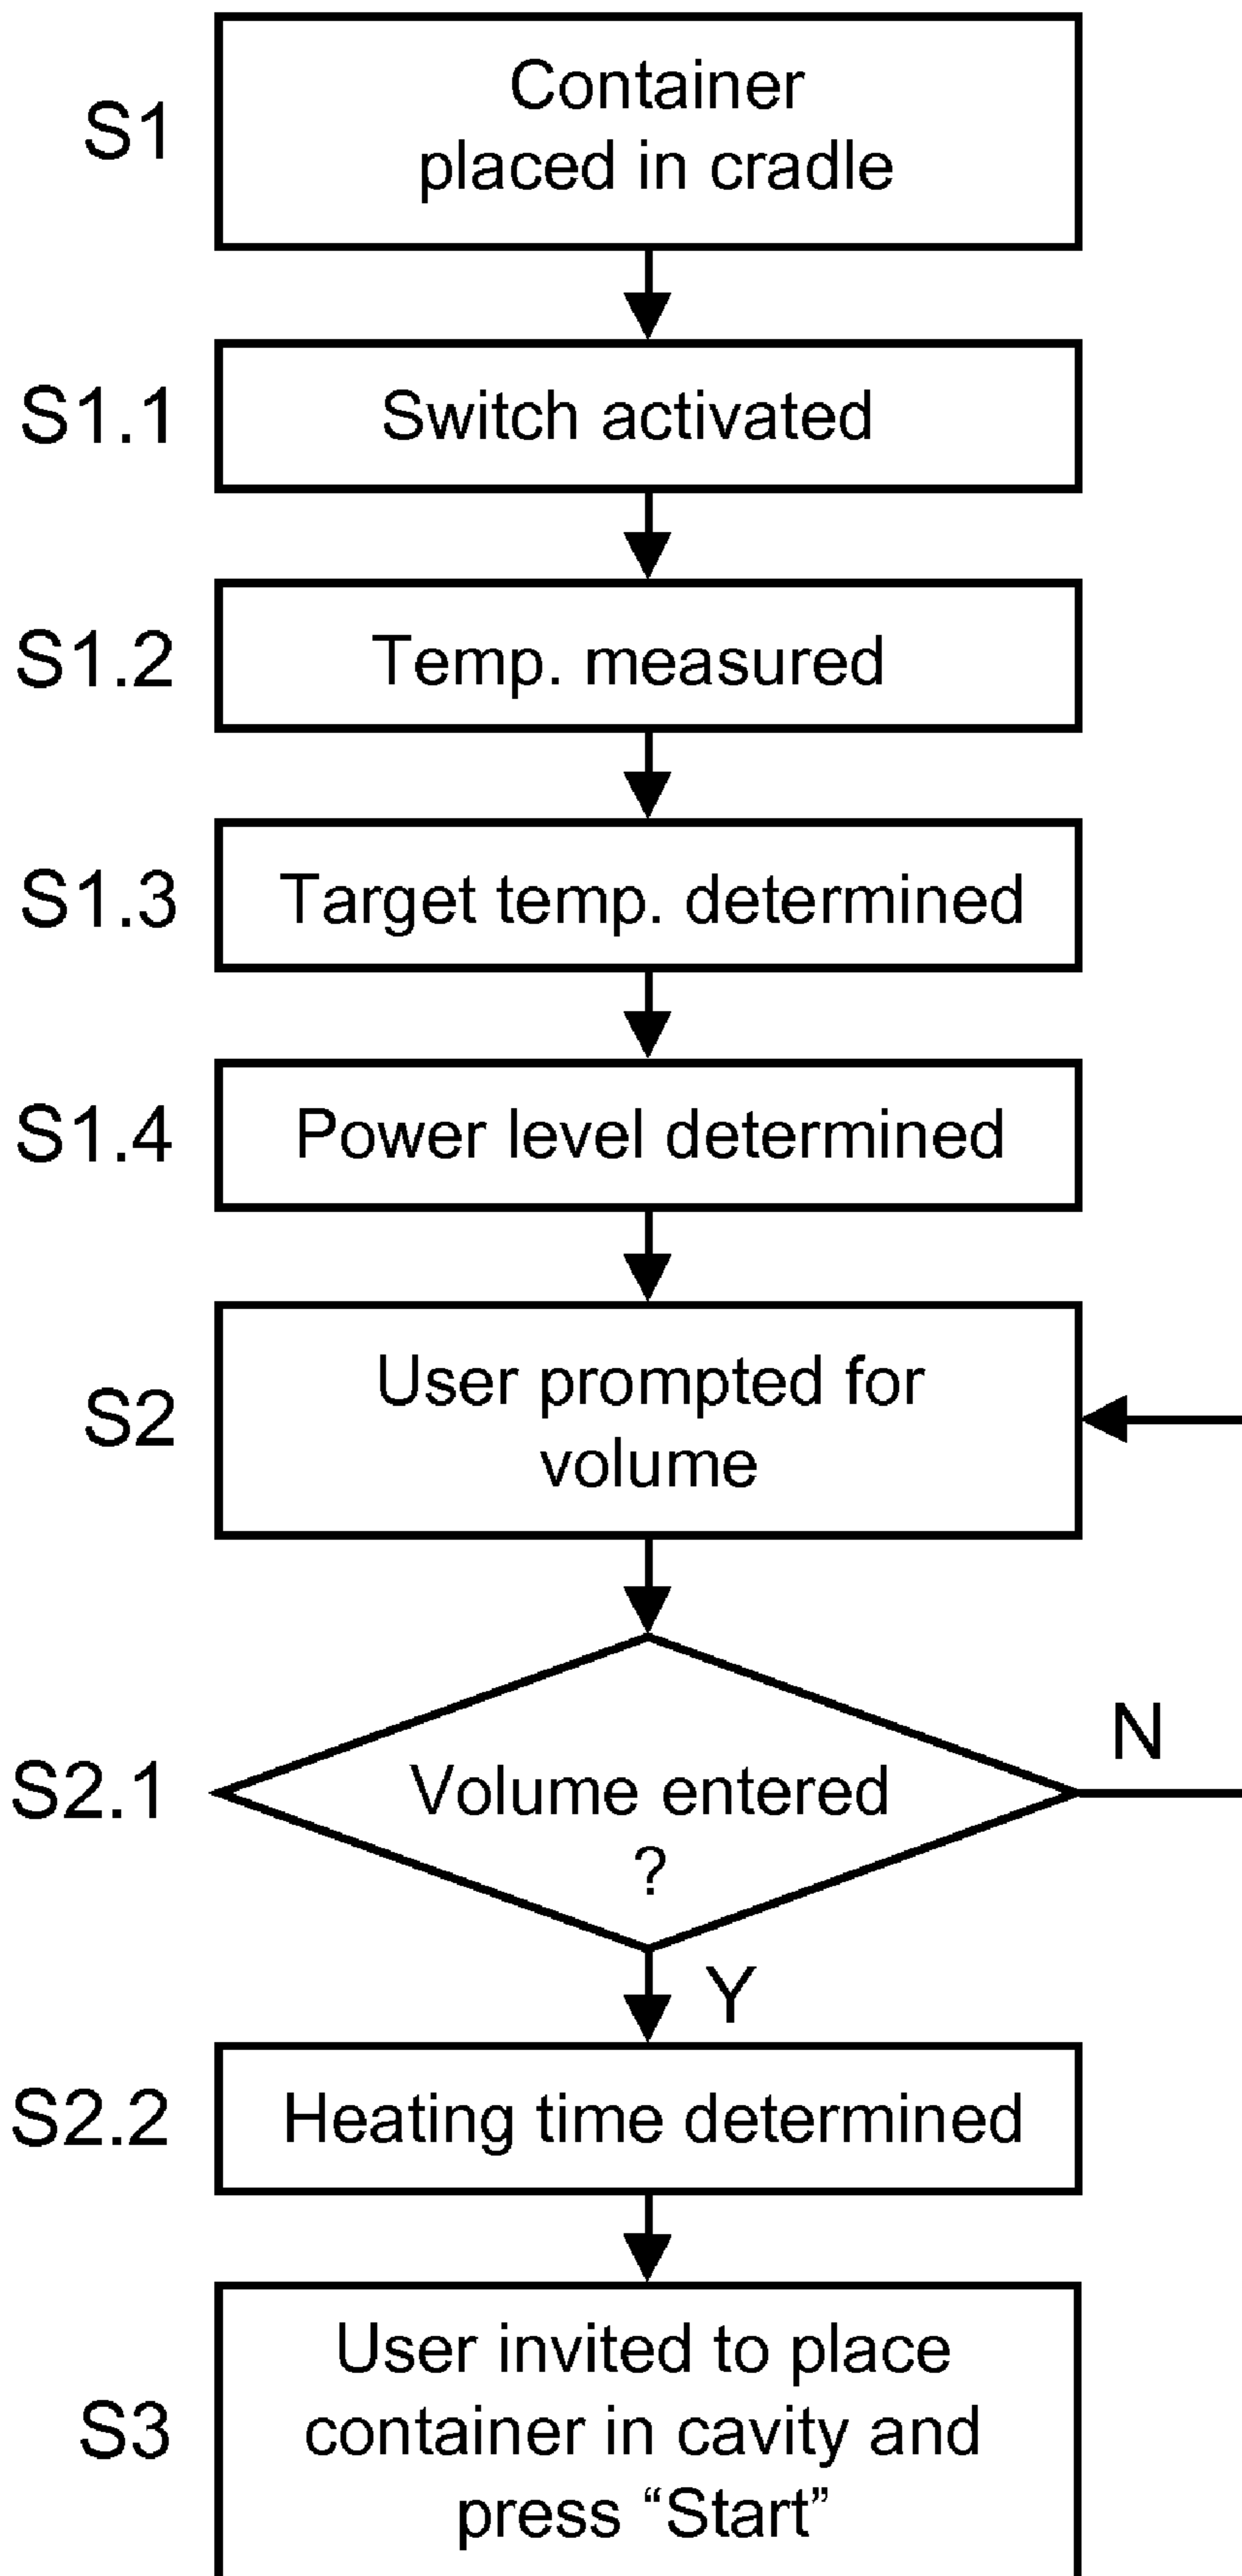 S1
Container
placed in cradle
S1.1
Switch activated
S1.2
Temp. measured
S1.3
Target temp. determined
S1.4
Power level determined
S2
User prompted for
volume
S2.1
Volume entered
?
N
Y
S2.2
Heating time determined
S3
User invited to place
container in cavity and
press “Start”